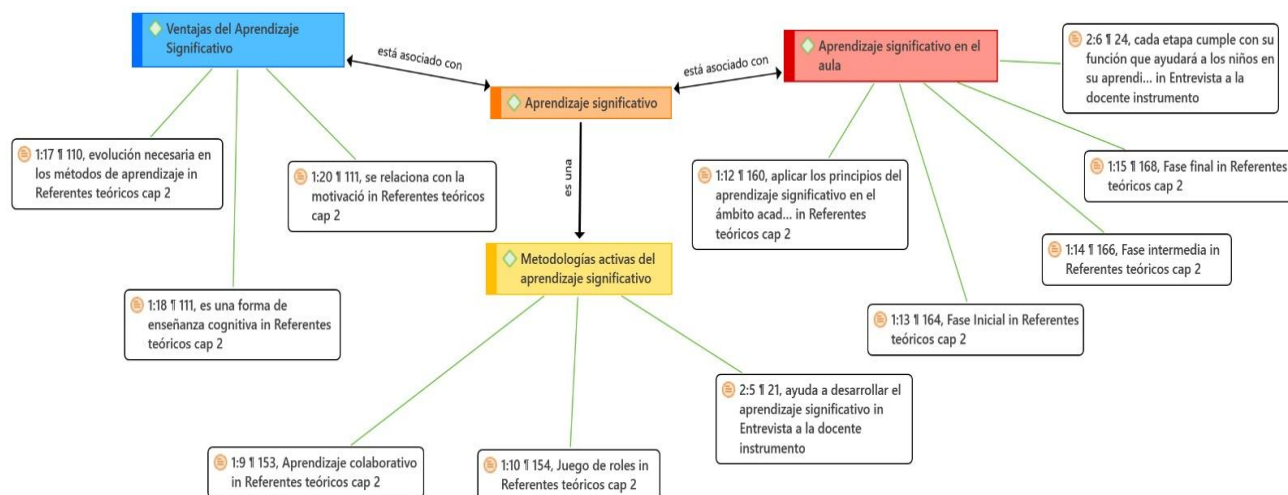 Ventajas del Aprendizaje
Significativo
está asociado con
Aprendizaje significativo
está asociado con
Aprendizaje significativo en el
aula
2:6 ¶ 24, cada etapa cumple con su
función que ayudará a los niños en
su aprendi... in Entrevista a la
docente instrumento
1:17 ¶ 110, evolución necesaria en
los métodos de aprendizaje in
Referentes teóricos cap 2
1:20 ¶ 111, se relaciona con la
motivació in Referentes teóricos
cap 2
es una
1:12 ¶ 160, aplicar los principios del
aprendizaje significativo en el
ámbito acad... in Referentes
teóricos cap 2
1:15 ¶ 168, Fase final in Referentes
teóricos cap 2
1:14 ¶ 166, Fase intermedia in
Referentes teóricos cap 2
Metodologías activas del
aprendizaje significativo
1:18 ¶ 111, es una forma de
enseñanza cognitiva in Referentes
teóricos cap 2
1:13 ¶ 164, Fase Inicial in Referentes
teóricos cap 2
2:5 ¶ 21, ayuda a desarrollar el
aprendizaje significativo in
Entrevista a la docente
instrumento
1:9 ¶ 153, Aprendizaje colaborativo
in Referentes teóricos cap 2
1:10 ¶ 154, Juego de roles in
Referentes teóricos cap 2